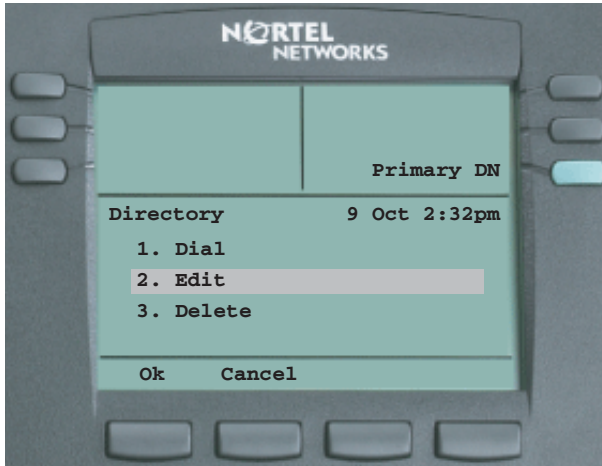 NORTEL
NETWORKS
Primary DN
Directory 9 Oct 2:32pm
1. Dial
2. Edit
3. Delete
Ok Cancel